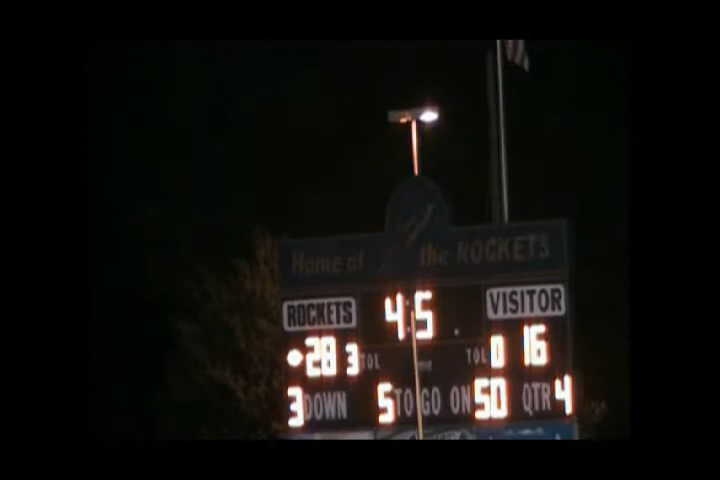 Home of the ROCKETS
ROCKETS 4:5 VISITOR
28 3 TOL TOL 0 16
3 DOWN 5 TO GO ON 50 QTR 4